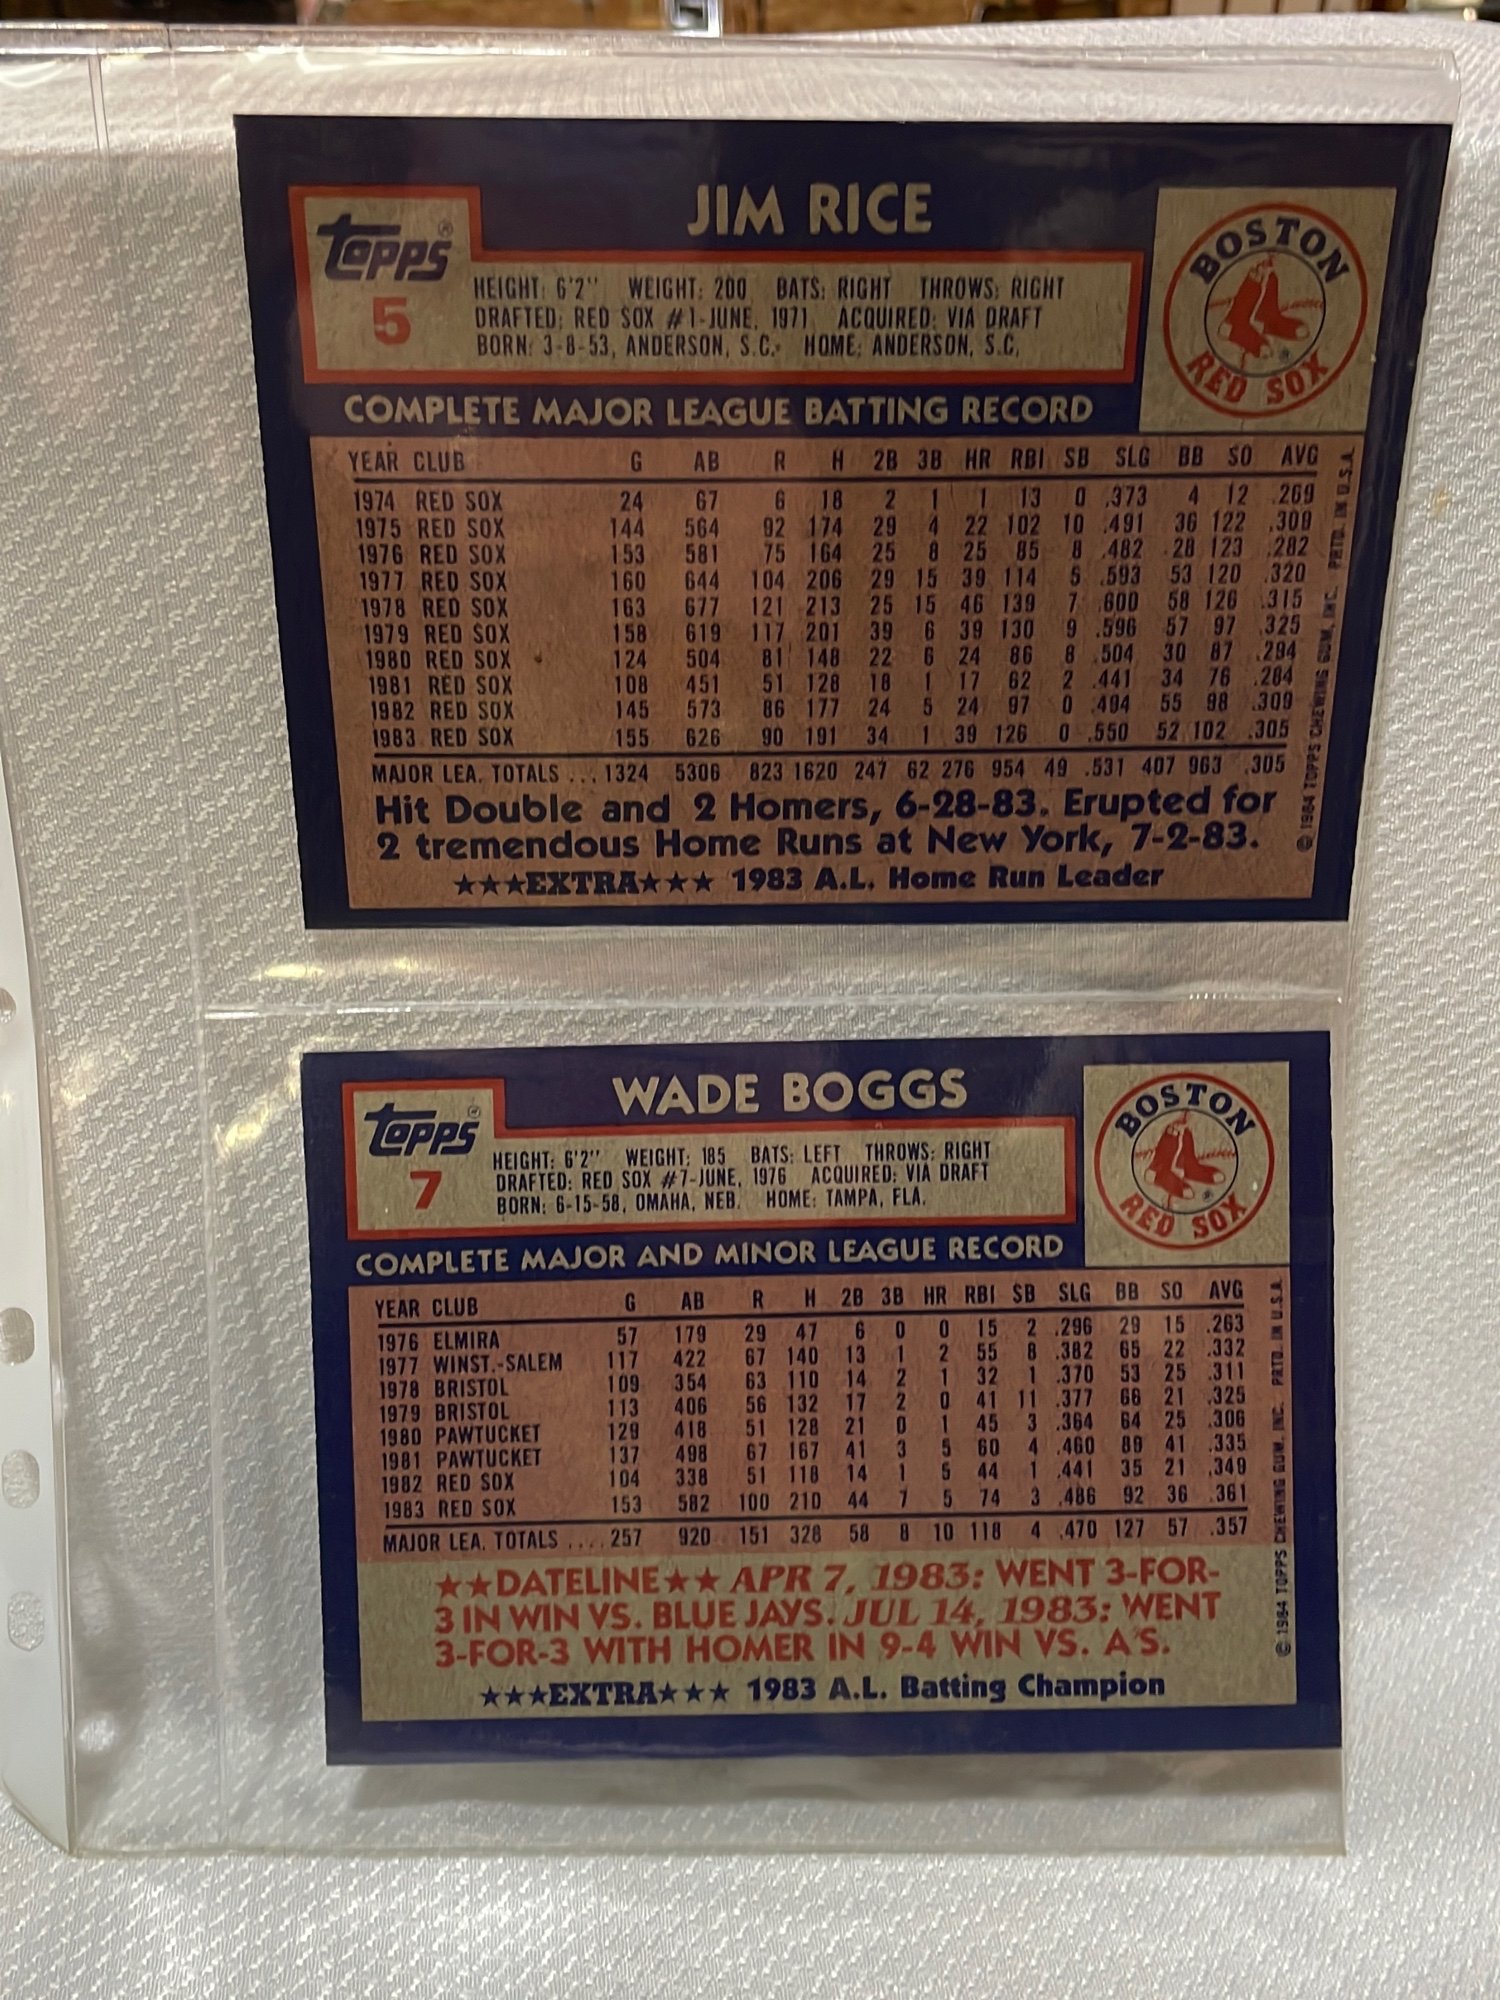 JIM RICE
Topps®
5
HEIGHT: 6'2" WEIGHT: 200 BATS: RIGHT THROWS: RIGHT
DRAFTED: RED SOX #1-JUNE, 1971 ACQUIRED: VIA DRAFT
BORN: 3-8-53, ANDERSON, S.C. HOME: ANDERSON, S.C.
BOSTON
RED SOX
COMPLETE MAJOR LEAGUE BATTING RECORD
YEAR CLUB G AB R H 2B 3B HR RBI SB SLG BB SO AVG
1974 RED SOX 24 67 6 18 2 1 1 13 0 .373 4 12 .269
1975 RED SOX 144 564 92 174 29 4 22 102 10 .491 36 122 .309
1976 RED SOX 153 581 75 164 25 8 25 85 8 .482 28 123 .282
1977 RED SOX 160 644 104 206 29 15 39 114 5 .593 53 120 .320
1978 RED SOX 163 677 121 213 25 15 46 139 7 .600 58 126 .315
1979 RED SOX 158 619 117 201 39 6 39 130 9 .596 57 97 .325
1980 RED SOX 124 504 81 148 22 6 24 86 8 .504 30 87 .294
1981 RED SOX 108 451 51 128 18 1 17 62 2 .441 34 76 .284
1982 RED SOX 145 573 86 177 24 5 24 97 0 .494 55 98 .309
1983 RED SOX 155 626 90 191 34 1 39 126 0 .550 52 102 .305
MAJOR LEA. TOTALS ... 1324 5306 823 1620 247 62 276 954 49 .531 407 963 .305
Hit Double and 2 Homers, 6-28-83. Erupted for
2 tremendous Home Runs at New York, 7-2-83.
★★★EXTRA★★★ 1983 A.L. Home Run Leader
© 1984 TOPPS CHEWING GUM, INC. PRTD. IN U.S.A.
WADE BOGGS
Topps®
7
HEIGHT: 6'2" WEIGHT: 185 BATS: LEFT THROWS: RIGHT
DRAFTED: RED SOX #7-JUNE, 1976 ACQUIRED: VIA DRAFT
BORN: 6-15-58, OMAHA, NEB. HOME: TAMPA, FLA.
BOSTON
RED SOX
COMPLETE MAJOR AND MINOR LEAGUE RECORD
YEAR CLUB G AB R H 2B 3B HR RBI SB SLG BB SO AVG
1976 ELMIRA 57 179 29 47 6 0 0 15 2 .296 29 15 .263
1977 WINST.-SALEM 117 422 67 140 13 1 2 55 8 .382 65 22 .332
1978 BRISTOL 109 354 63 110 14 2 1 32 1 .370 53 25 .311
1979 BRISTOL 113 406 56 132 17 2 0 41 11 .377 66 21 .325
1980 PAWTUCKET 129 418 51 128 21 0 1 45 3 .364 64 25 .306
1981 PAWTUCKET 137 498 67 167 41 3 5 60 4 .460 89 41 .335
1982 RED SOX 104 338 51 118 14 1 5 44 1 .441 35 21 .349
1983 RED SOX 153 582 100 210 44 7 5 74 3 .486 92 36 .361
MAJOR LEA. TOTALS .... 257 920 151 328 58 8 10 118 4 .470 127 57 .357
★★DATELINE★★ APR 7, 1983: WENT 3-FOR-
3 IN WIN VS. BLUE JAYS. JUL 14, 1983: WENT
3-FOR-3 WITH HOMER IN 9-4 WIN VS. A'S.
★★★EXTRA★★★ 1983 A.L. Batting Champion
© 1984 TOPPS CHEWING GUM, INC. PRTD. IN U.S.A.